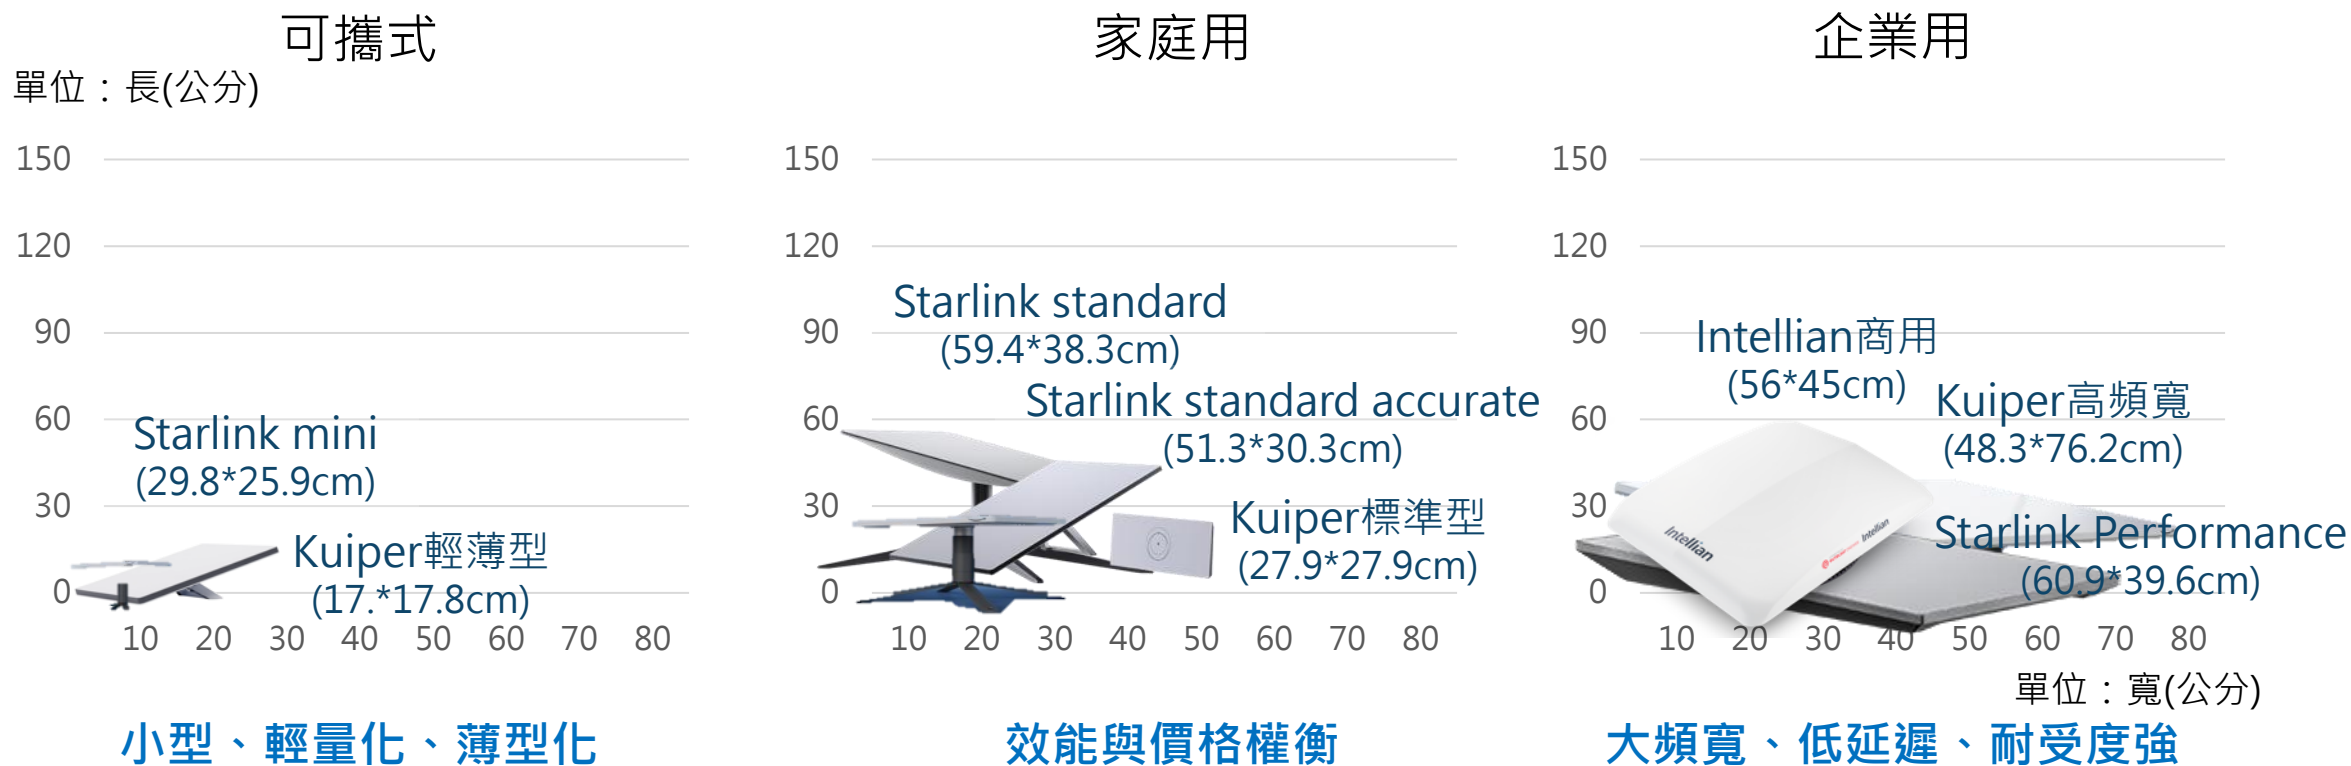 可攜式
單位：長(公分)
150
120
90
60
30
0
10 20 30 40 50 60 70 80
Starlink mini
(29.8*25.9cm)
Kuiper輕薄型
(17.*17.8cm)
小型、輕量化、薄型化
家庭用
150
120
90
60
30
0
10 20 30 40 50 60 70 80
Starlink standard
(59.4*38.3cm)
Starlink standard accurate
(51.3*30.3cm)
Kuiper標準型
(27.9*27.9cm)
效能與價格權衡
企業用
150
120
90
60
30
0
10 20 30 40 50 60 70 80
Intellian商用
(56*45cm)
Kuiper高頻寬
(48.3*76.2cm)
Intellian
Intellian
Starlink Performance
(60.9*39.6cm)
單位：寬(公分)
大頻寬、低延遲、耐受度強